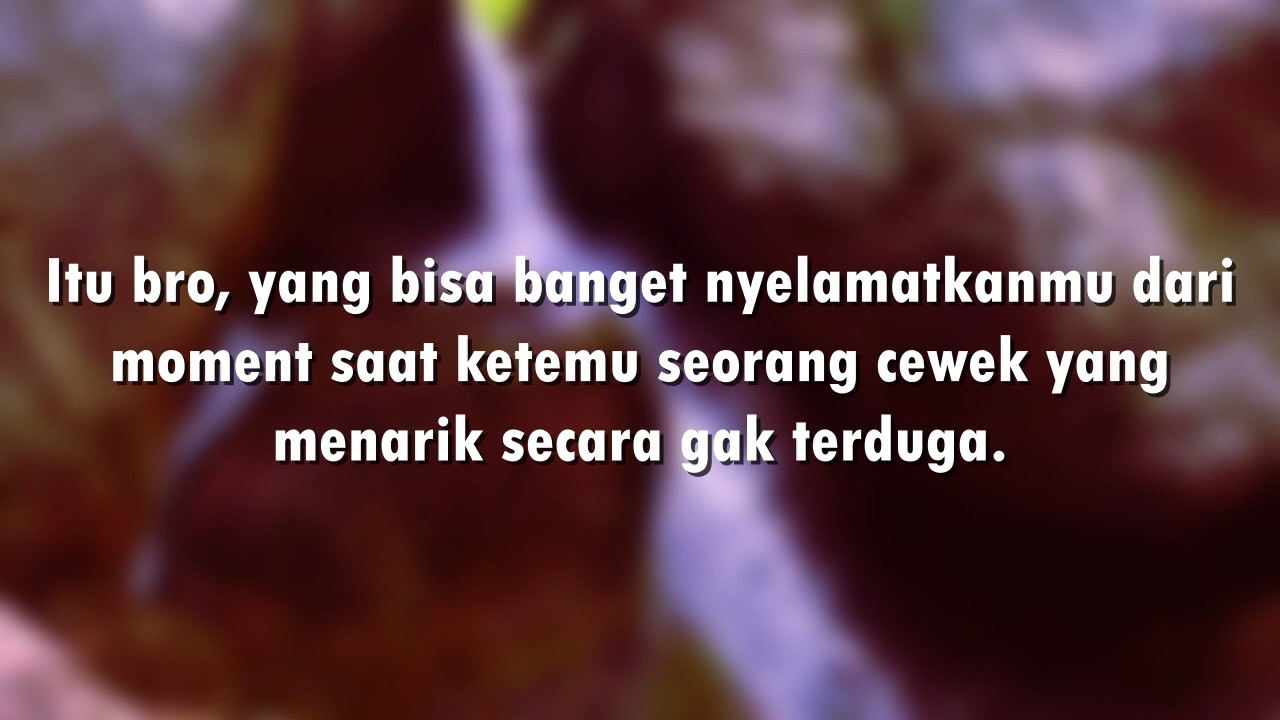 Itu bro, yang bisa banget nyelamatkanmu dari
moment saat ketemu seorang cewek yang
menarik secara gak terduga.